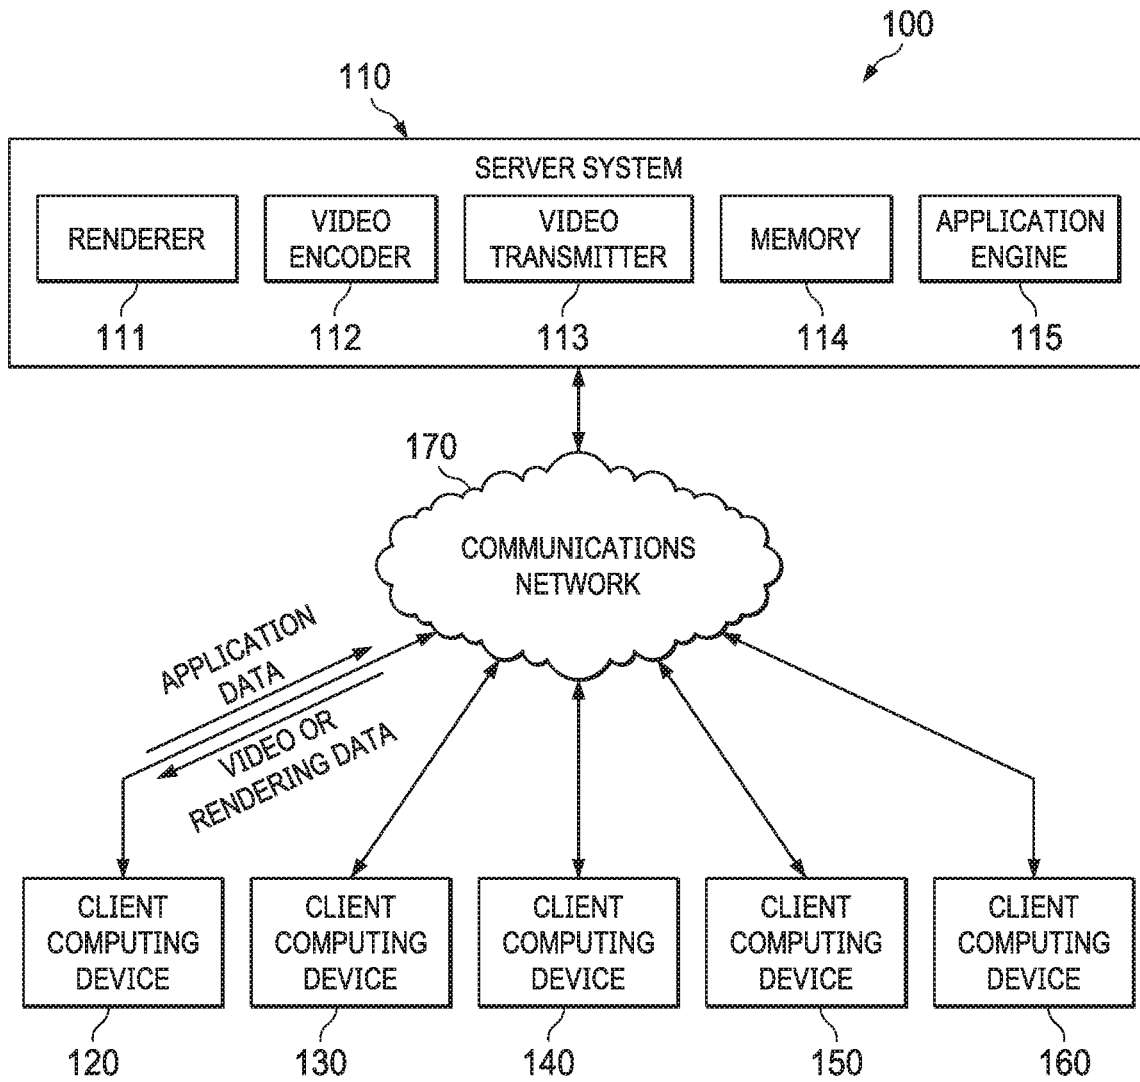 100
110
SERVER SYSTEM
RENDERER
VIDEO
ENCODER
VIDEO
TRANSMITTER
MEMORY
APPLICATION
ENGINE
111
112
113
114
115
170
COMMUNICATIONS
NETWORK
APPLICATION
DATA
VIDEO OR
RENDERING DATA
CLIENT
COMPUTING
DEVICE
CLIENT
COMPUTING
DEVICE
CLIENT
COMPUTING
DEVICE
CLIENT
COMPUTING
DEVICE
CLIENT
COMPUTING
DEVICE
120
130
140
150
160